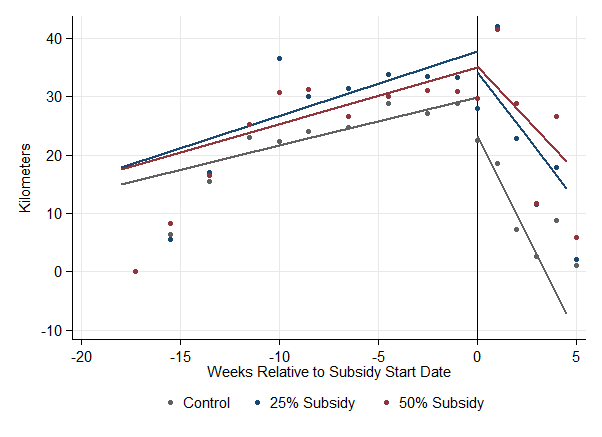 Kilometers
40
30
20
10
0
-10
-20 -15 -10 -5 0 5
Weeks Relative to Subsidy Start Date
Control 25% Subsidy 50% Subsidy